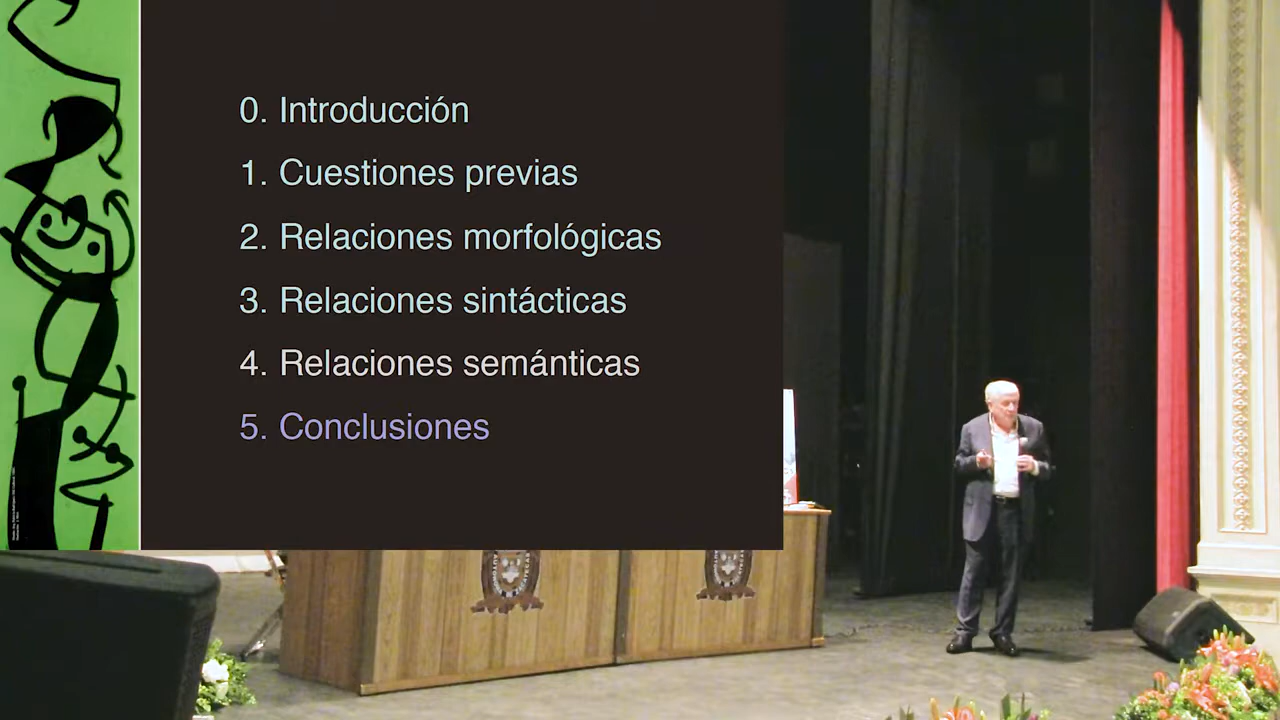 0. Introducción
1. Cuestiones previas
2. Relaciones morfológicas
3. Relaciones sintácticas
4. Relaciones semánticas
5. Conclusiones